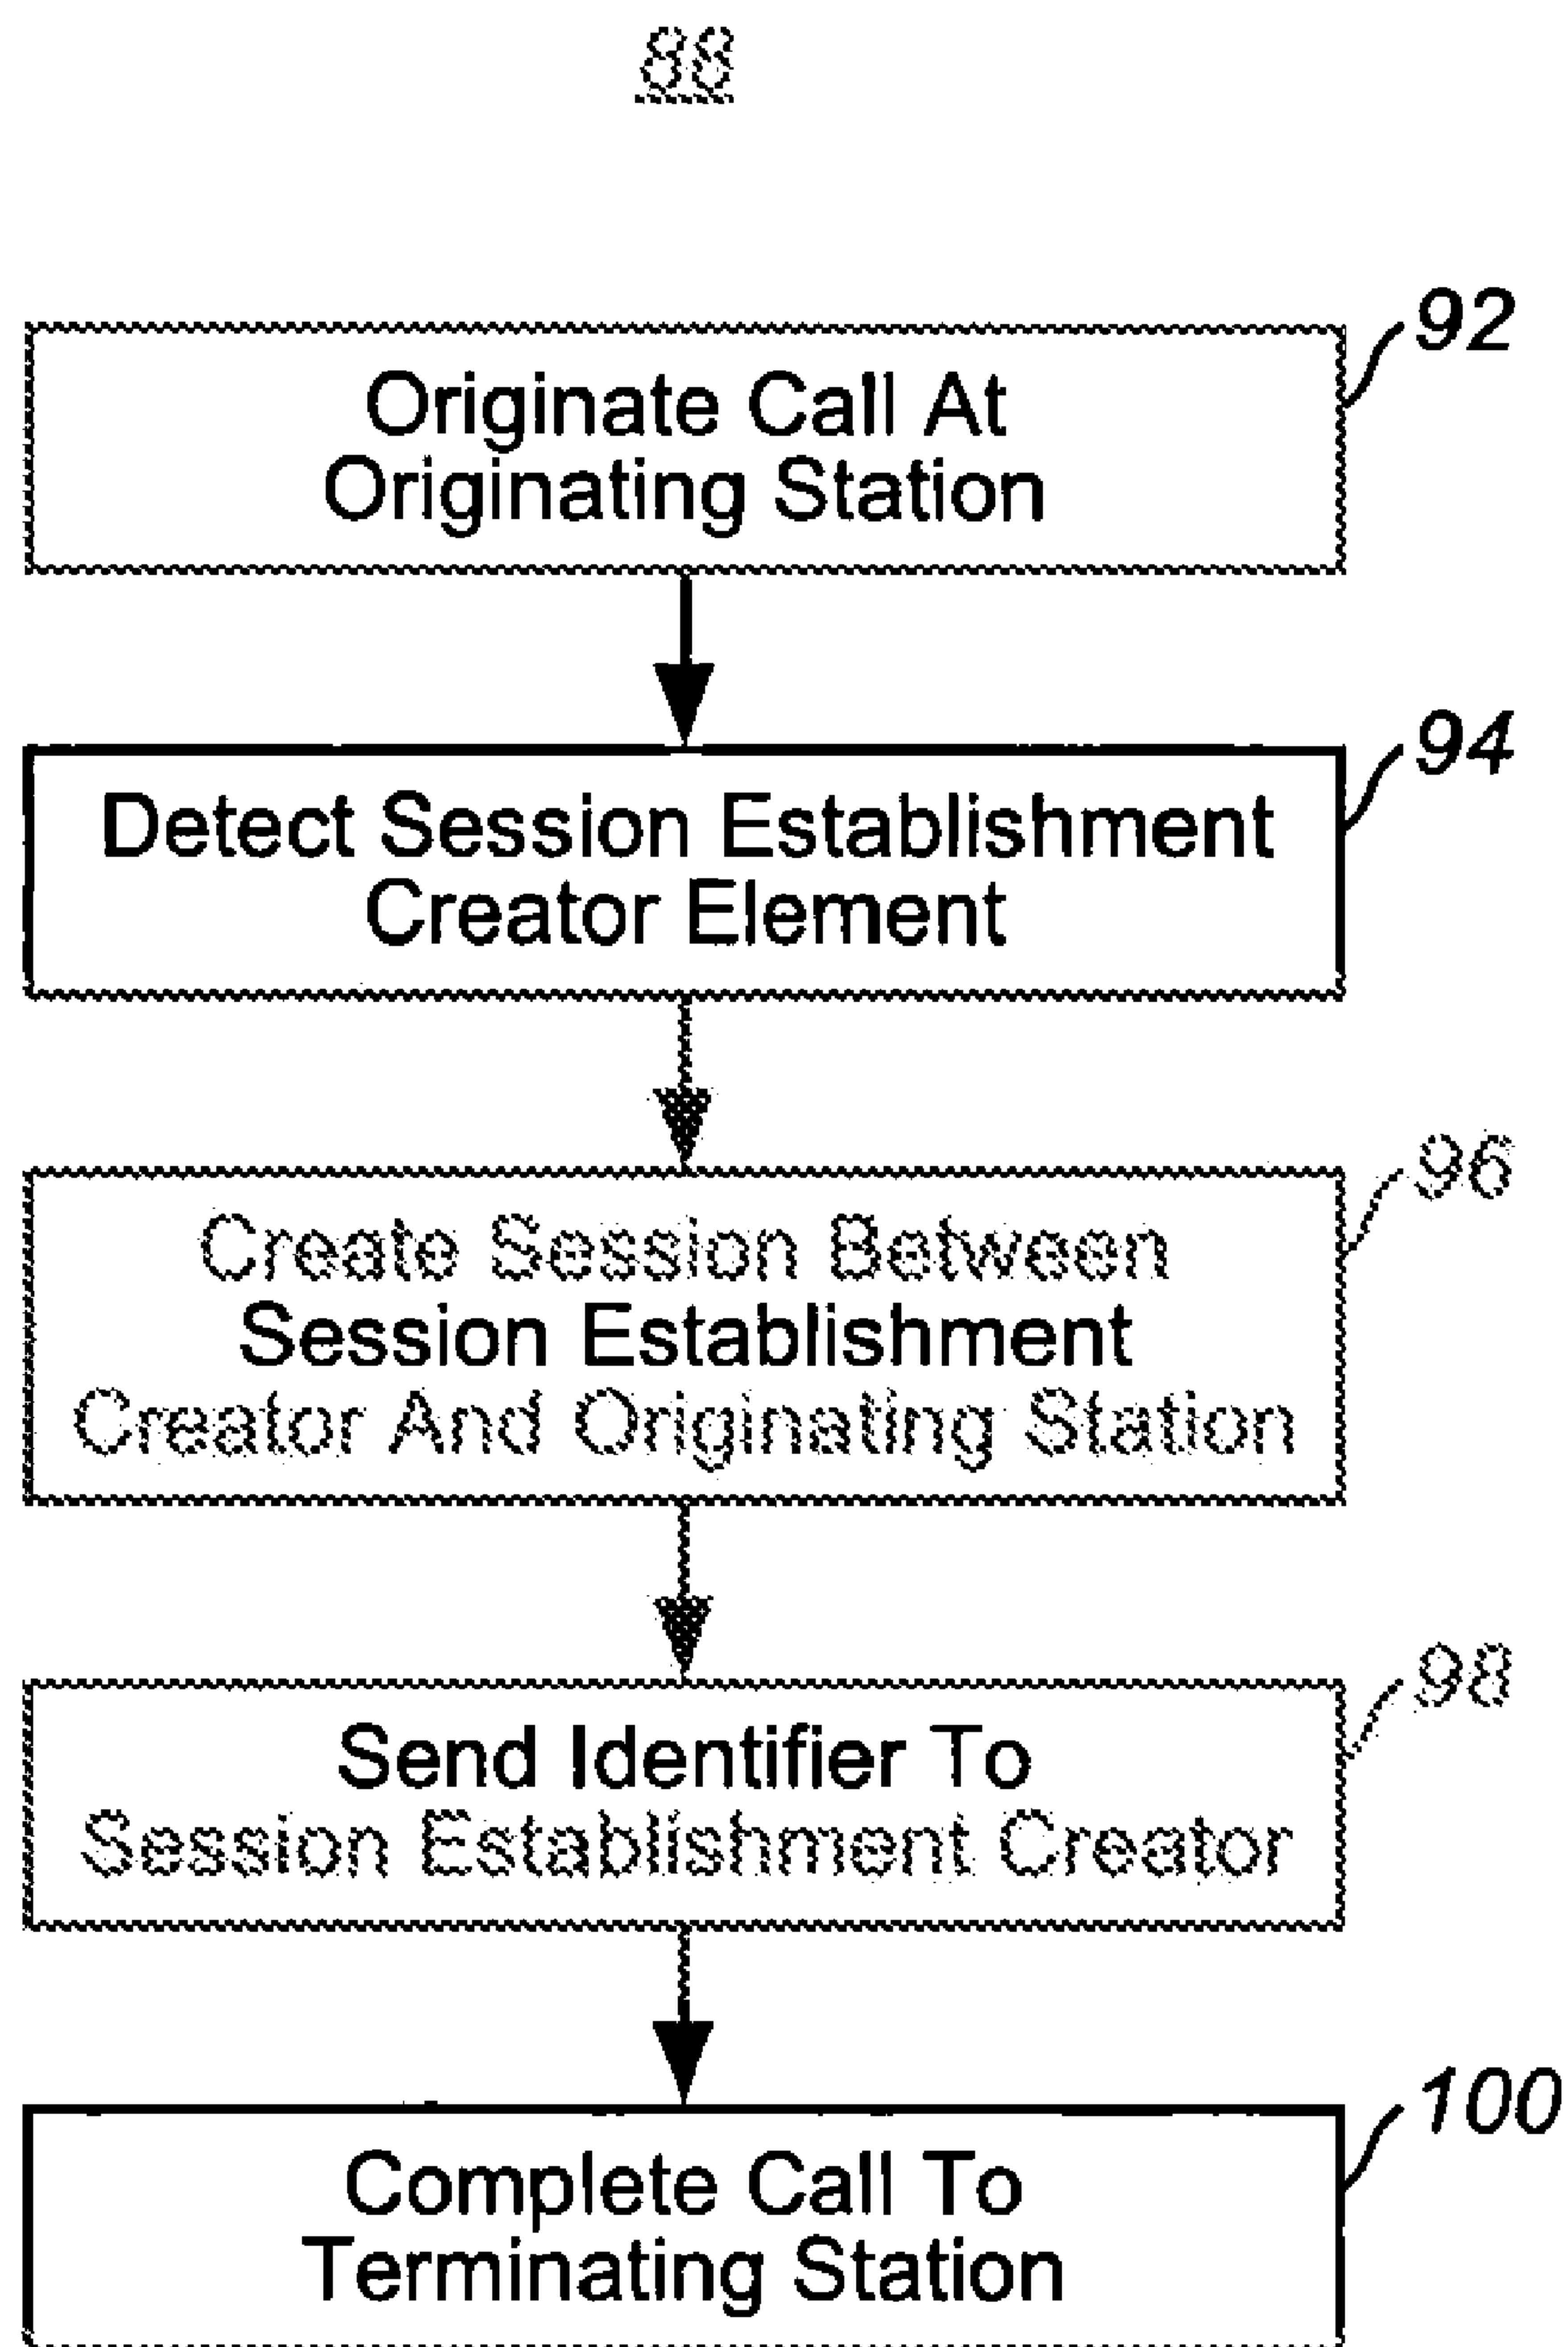 88
92
Originate Call At
Originating Station
94
Detect Session Establishment
Creator Element
96
Create Session Between
Session Establishment
Creator And Originating Station
98
Send Identifier To
Session Establishment Creator
100
Complete Call To
Terminating Station